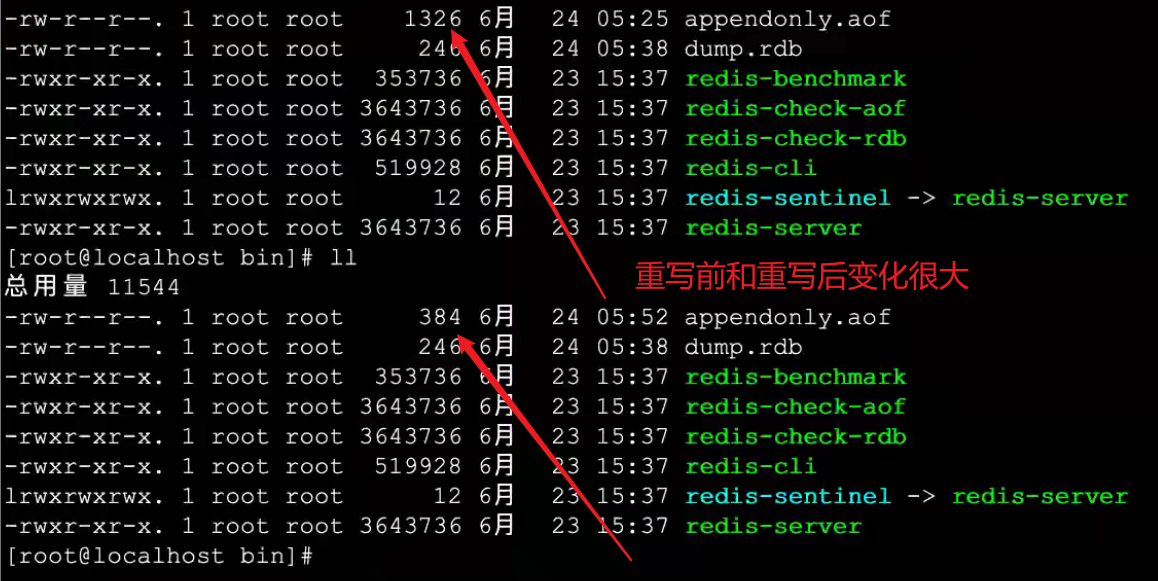 -rw-r--r--. 1 root root    1326 6月   24 05:25 appendonly.aof
-rw-r--r--. 1 root root     246 6月   24 05:38 dump.rdb
-rwxr-xr-x. 1 root root  353736 6月   23 15:37 redis-benchmark
-rwxr-xr-x. 1 root root 3643736 6月   23 15:37 redis-check-aof
-rwxr-xr-x. 1 root root 3643736 6月   23 15:37 redis-check-rdb
-rwxr-xr-x. 1 root root  519928 6月   23 15:37 redis-cli
lrwxrwxrwx. 1 root root      12 6月   23 15:37 redis-sentinel -> redis-server
-rwxr-xr-x. 1 root root 3643736 6月   23 15:37 redis-server
[root@localhost bin]# ll
重写前和重写后变化很大
总用量 11544
-rw-r--r--. 1 root root     384 6月   24 05:52 appendonly.aof
-rw-r--r--. 1 root root     246 6月   24 05:38 dump.rdb
-rwxr-xr-x. 1 root root  353736 6月   23 15:37 redis-benchmark
-rwxr-xr-x. 1 root root 3643736 6月   23 15:37 redis-check-aof
-rwxr-xr-x. 1 root root 3643736 6月   23 15:37 redis-check-rdb
-rwxr-xr-x. 1 root root  519928 6月   23 15:37 redis-cli
lrwxrwxrwx. 1 root root      12 6月   23 15:37 redis-sentinel -> redis-server
-rwxr-xr-x. 1 root root 3643736 6月   23 15:37 redis-server
[root@localhost bin]#